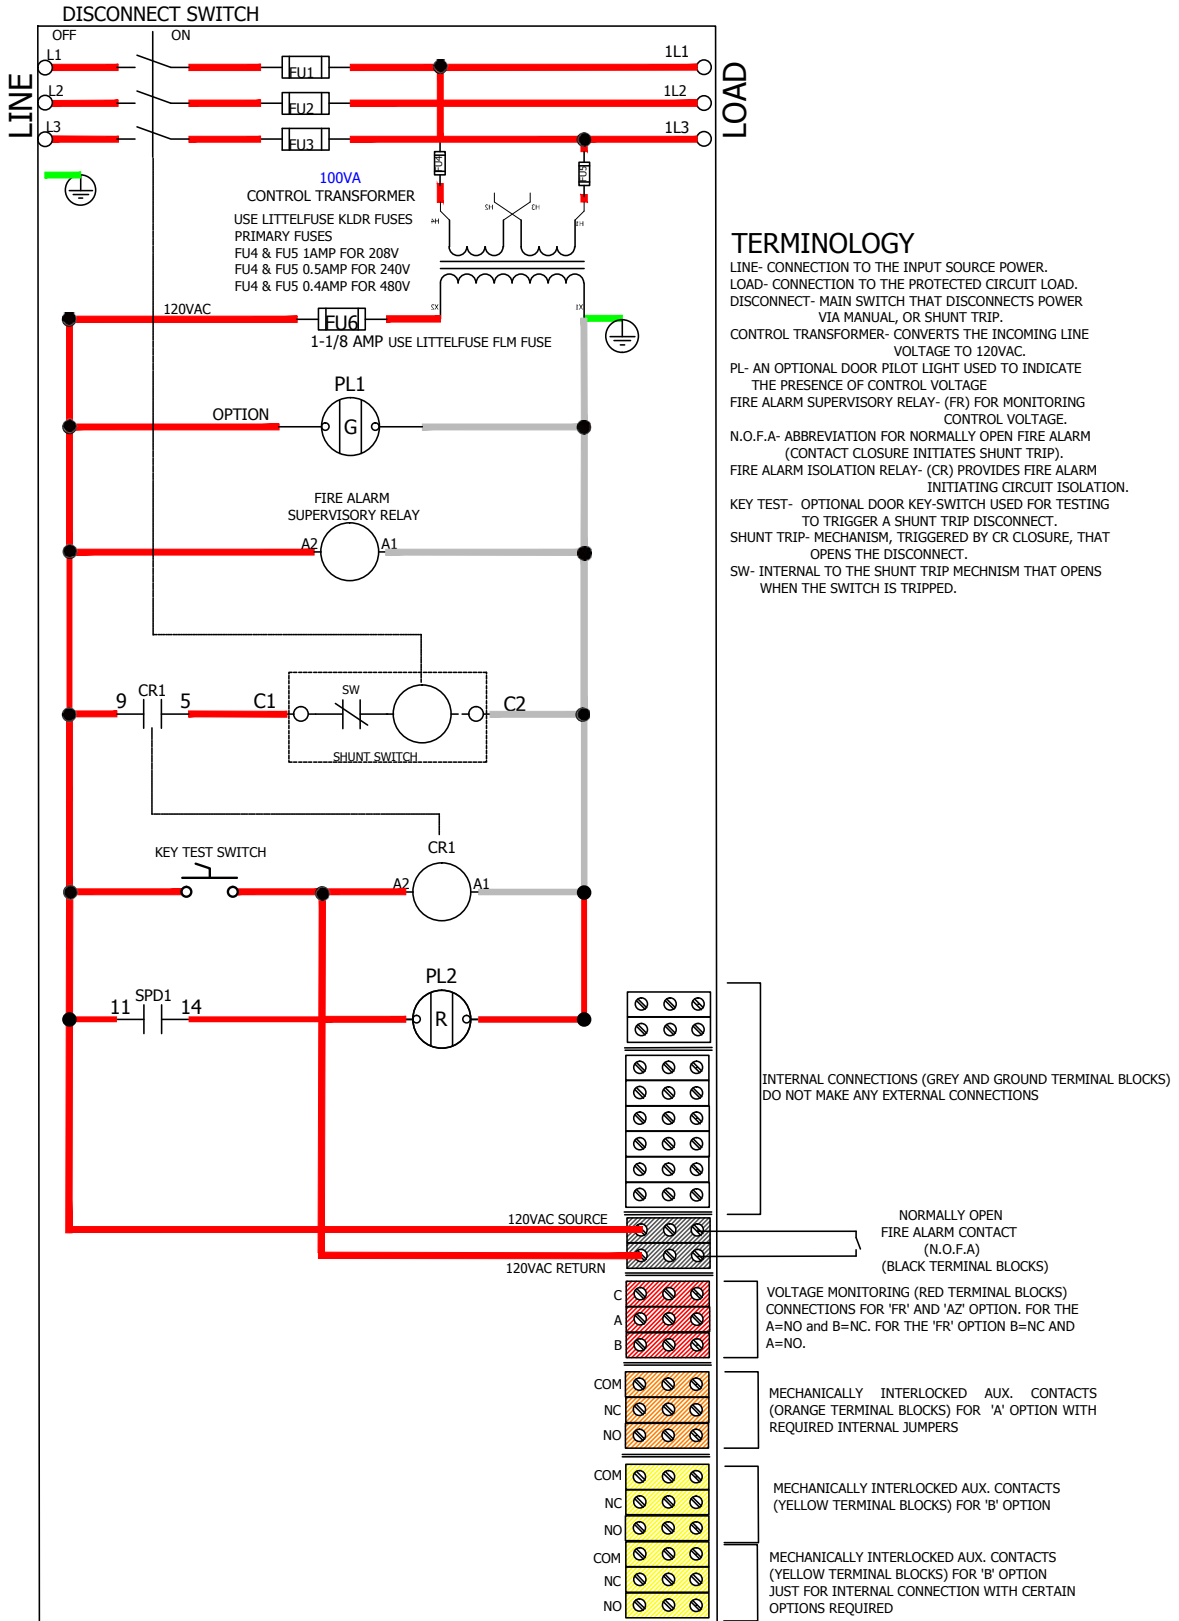 DISCONNECT SWITCH
OFF ON
L1 FU1 1L1
L2 FU2 1L2
L3 FU3 1L3
LINE
LOAD
FU4 FU5
100VA
CONTROL TRANSFORMER
USE LITTELFUSE KLDR FUSES
PRIMARY FUSES
FU4 & FU5 1AMP FOR 208V
FU4 & FU5 0.5AMP FOR 240V
FU4 & FU5 0.4AMP FOR 480V
H4 H2 H3 H1
X2 X1
120VAC
FU6
1-1/8 AMP USE LITTELFUSE FLM FUSE
PL1
OPTION
G
FIRE ALARM
SUPERVISORY RELAY
A2 A1
9 CR1 5 C1 SW C2
SHUNT SWITCH
KEY TEST SWITCH
CR1
A2 A1
PL2
11 SPD1 14
R
TERMINOLOGY
LINE- CONNECTION TO THE INPUT SOURCE POWER.
LOAD- CONNECTION TO THE PROTECTED CIRCUIT LOAD.
DISCONNECT- MAIN SWITCH THAT DISCONNECTS POWER
VIA MANUAL, OR SHUNT TRIP.
CONTROL TRANSFORMER- CONVERTS THE INCOMING LINE
VOLTAGE TO 120VAC.
PL- AN OPTIONAL DOOR PILOT LIGHT USED TO INDICATE
THE PRESENCE OF CONTROL VOLTAGE
FIRE ALARM SUPERVISORY RELAY- (FR) FOR MONITORING
CONTROL VOLTAGE.
N.O.F.A- ABBREVIATION FOR NORMALLY OPEN FIRE ALARM
(CONTACT CLOSURE INITIATES SHUNT TRIP).
FIRE ALARM ISOLATION RELAY- (CR) PROVIDES FIRE ALARM
INITIATING CIRCUIT ISOLATION.
KEY TEST- OPTIONAL DOOR KEY-SWITCH USED FOR TESTING
TO TRIGGER A SHUNT TRIP DISCONNECT.
SHUNT TRIP- MECHANISM, TRIGGERED BY CR CLOSURE, THAT
OPENS THE DISCONNECT.
SW- INTERNAL TO THE SHUNT TRIP MECHNISM THAT OPENS
WHEN THE SWITCH IS TRIPPED.
INTERNAL CONNECTIONS (GREY AND GROUND TERMINAL BLOCKS)
DO NOT MAKE ANY EXTERNAL CONNECTIONS
120VAC SOURCE
120VAC RETURN
NORMALLY OPEN
FIRE ALARM CONTACT
(N.O.F.A)
(BLACK TERMINAL BLOCKS)
C
A
B
VOLTAGE MONITORING (RED TERMINAL BLOCKS)
CONNECTIONS FOR 'FR' AND 'AZ' OPTION. FOR THE
A=NO and B=NC. FOR THE 'FR' OPTION B=NC AND
A=NO.
COM
NC
NO
MECHANICALLY INTERLOCKED AUX. CONTACTS
(ORANGE TERMINAL BLOCKS) FOR 'A' OPTION WITH
REQUIRED INTERNAL JUMPERS
COM
NC
NO
MECHANICALLY INTERLOCKED AUX. CONTACTS
(YELLOW TERMINAL BLOCKS) FOR 'B' OPTION
COM
NC
NO
MECHANICALLY INTERLOCKED AUX. CONTACTS
(YELLOW TERMINAL BLOCKS) FOR 'B' OPTION
JUST FOR INTERNAL CONNECTION WITH CERTAIN
OPTIONS REQUIRED